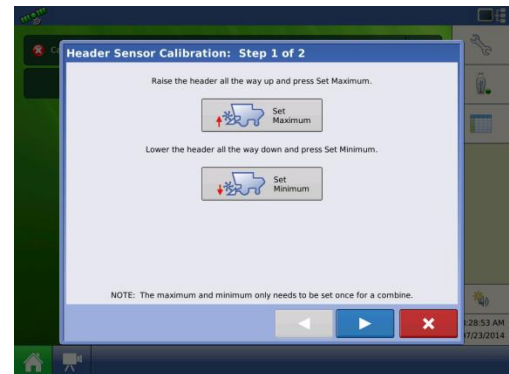 Header Sensor Calibration: Step 1 of 2
Raise the header all the way up and press Set Maximum.
Set
Maximum
Lower the header all the way down and press Set Minimum.
Set
Minimum
NOTE: The maximum and minimum only needs to be set once for a combine.
:28:53 AM
7/23/2014